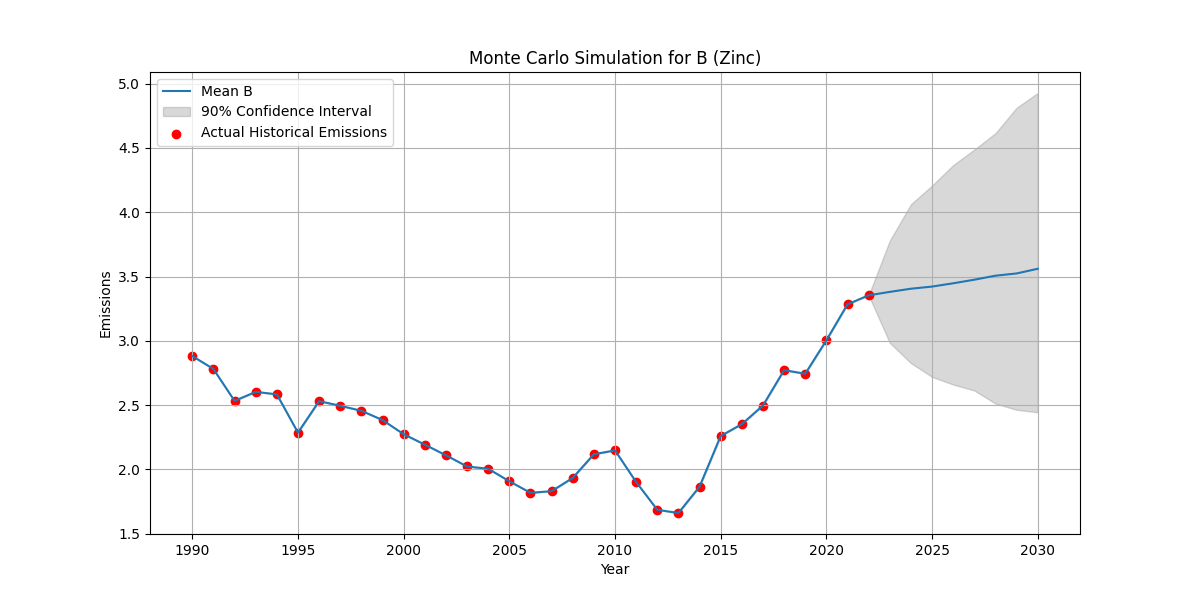 Monte Carlo Simulation for B (Zinc)
Mean B
90% Confidence Interval
Actual Historical Emissions
Emissions
5.0
4.5
4.0
3.5
3.0
2.5
2.0
1.5
1990 1995 2000 2005 2010 2015 2020 2025 2030
Year